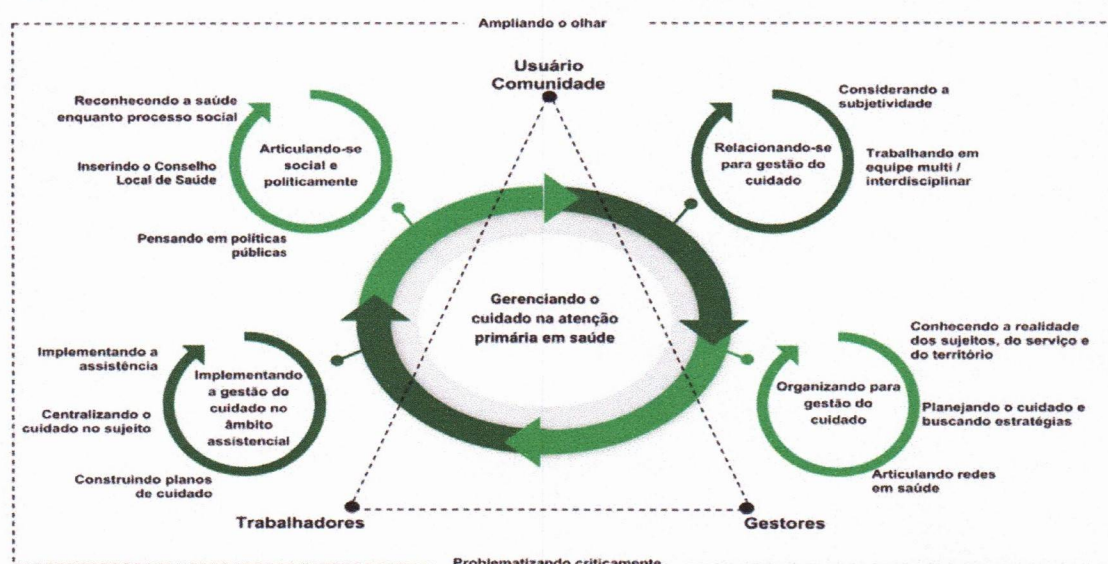 Ampliando o olhar
Usuário
Comunidade
Reconhecendo a saúde
enquanto processo social
Inserindo o Conselho
Local de Saúde
Pensando em políticas
públicas
Articulando-se
social e
politicamente
Considerando a
subjetividade
Trabalhando em
equipe multi /
interdisciplinar
Relacionando-se
para gestão do
cuidado
Gerenciando o
cuidado na atenção
primária em saúde
Implementando a
assistência
Centralizando o
cuidado no sujeito
Construindo planos
de cuidado
Implementando
a gestão do
cuidado no
âmbito
assistencial
Conhecendo a realidade
dos sujeitos, do serviço e
do território
Planejando o cuidado e
buscando estratégias
Articulando redes
em saúde
Organizando para
gestão do
cuidado
Trabalhadores
Gestores
Problematizando criticamente